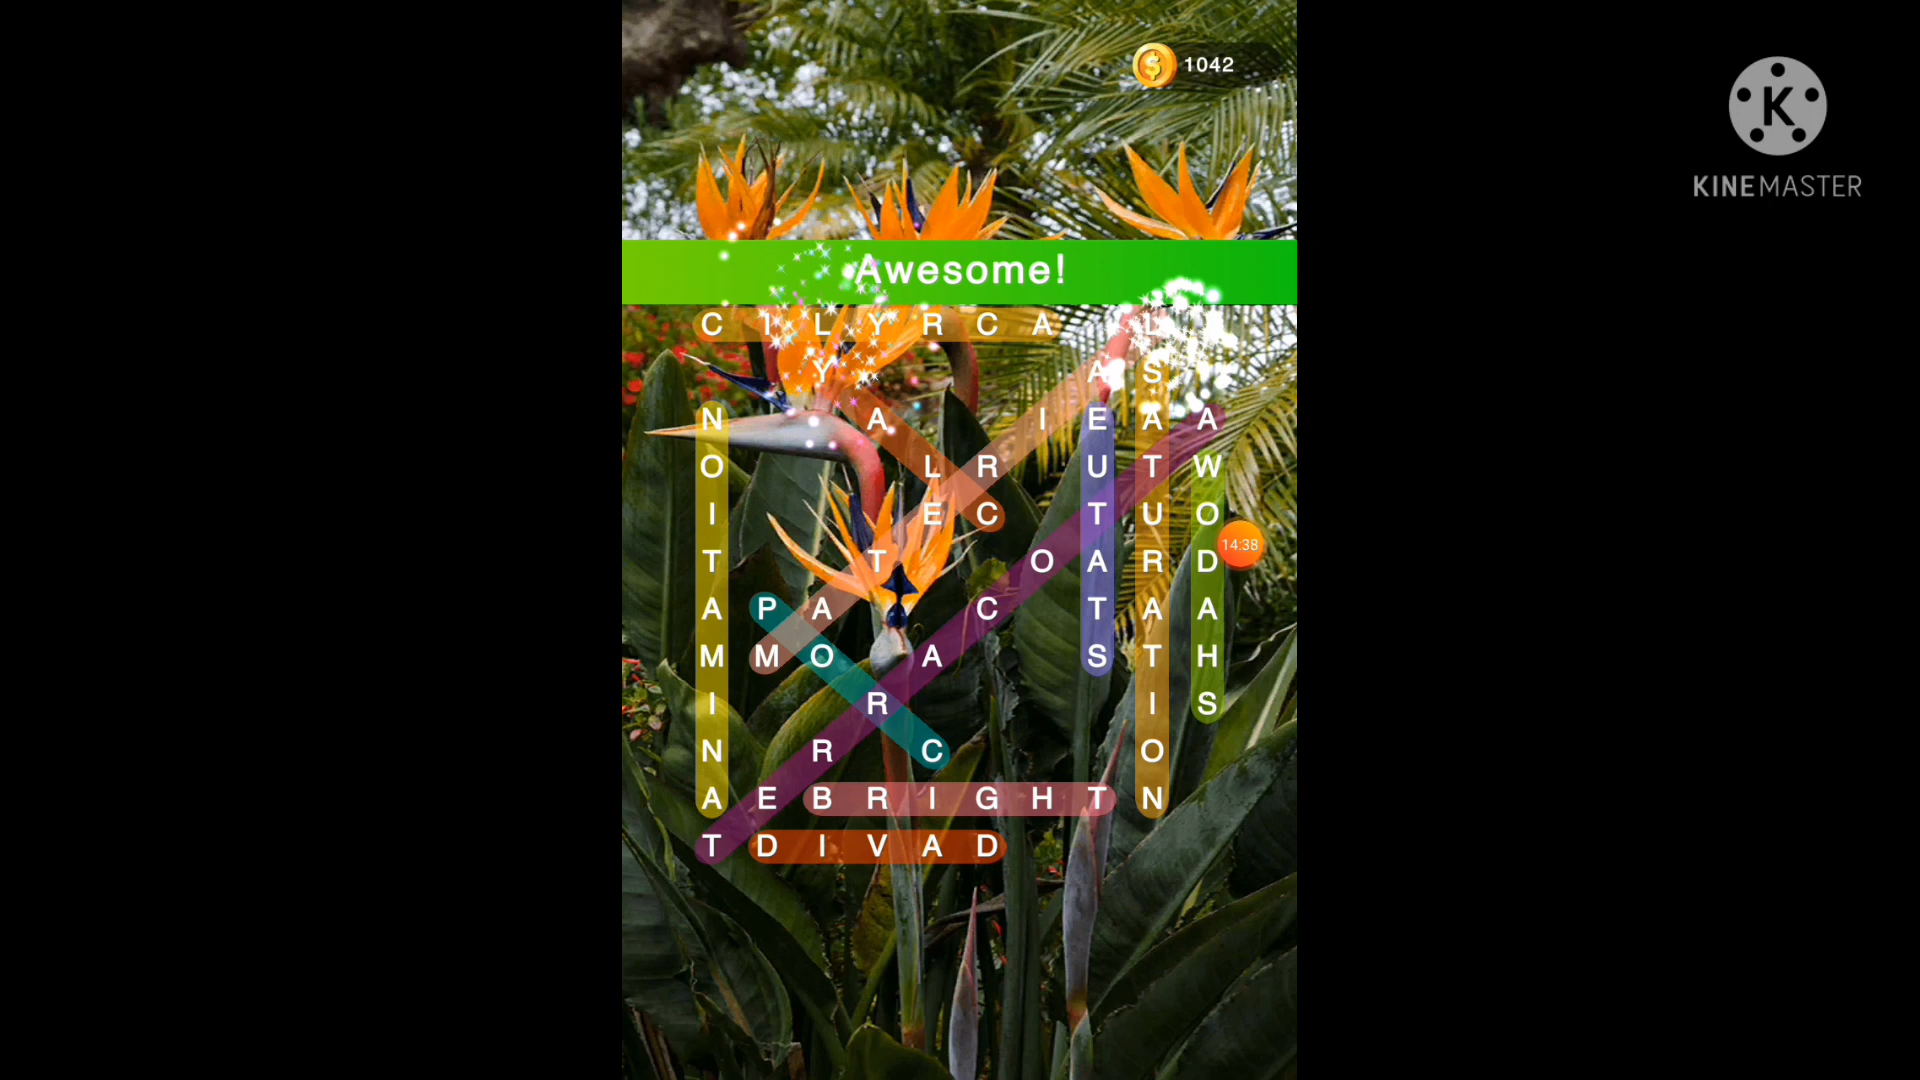 1042
KINEMASTER
Awesome!
C I L Y R C A L
Y A S
N A I E A A
O L R U T W
I E C T U O
14:38
T T O A R D
A P A C T A A
M M O A S T H
I R I S
N R C O
A E B R I G H T N
T D I V A D